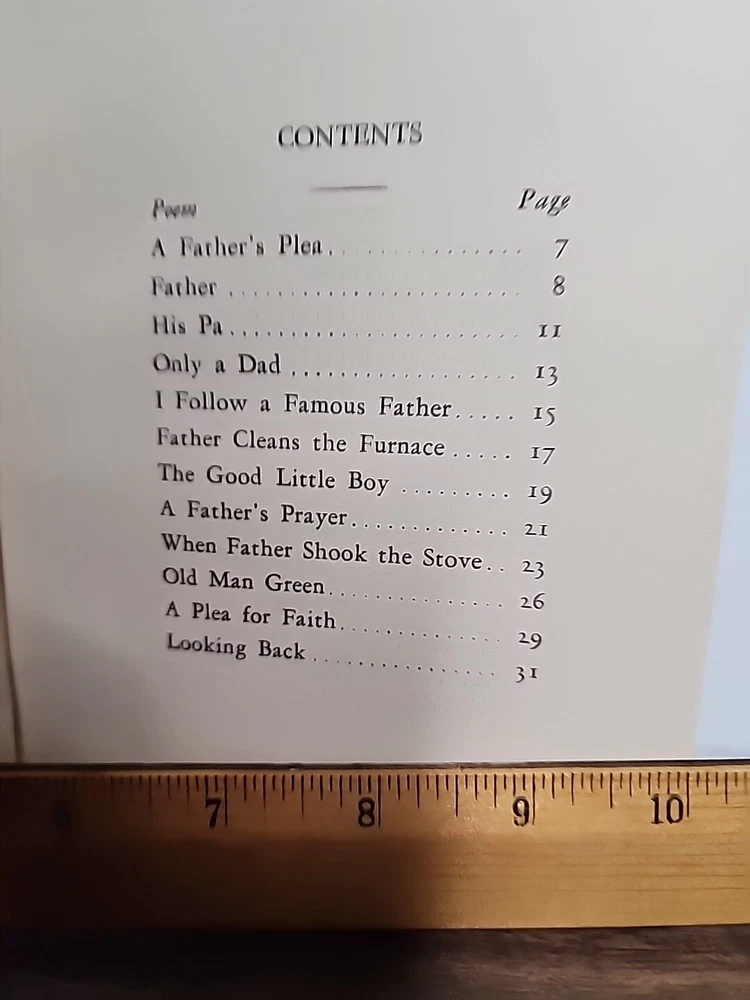 CONTENTS
Poem Page
A Father's Plea. . . . . . . . . . . . . . . . 7
Father . . . . . . . . . . . . . . . . . . . . . . . 8
His Pa. . . . . . . . . . . . . . . . . . . . . . . 11
Only a Dad . . . . . . . . . . . . . . . . . . 13
I Follow a Famous Father. . . . . 15
Father Cleans the Furnace . . . . . 17
The Good Little Boy . . . . . . . . . 19
A Father's Prayer. . . . . . . . . . . . . 21
When Father Shook the Stove. . 23
Old Man Green. . . . . . . . . . . . . . . 26
A Plea for Faith. . . . . . . . . . . . . . 29
Looking Back . . . . . . . . . . . . . . . . 31
6 7 8 9 10